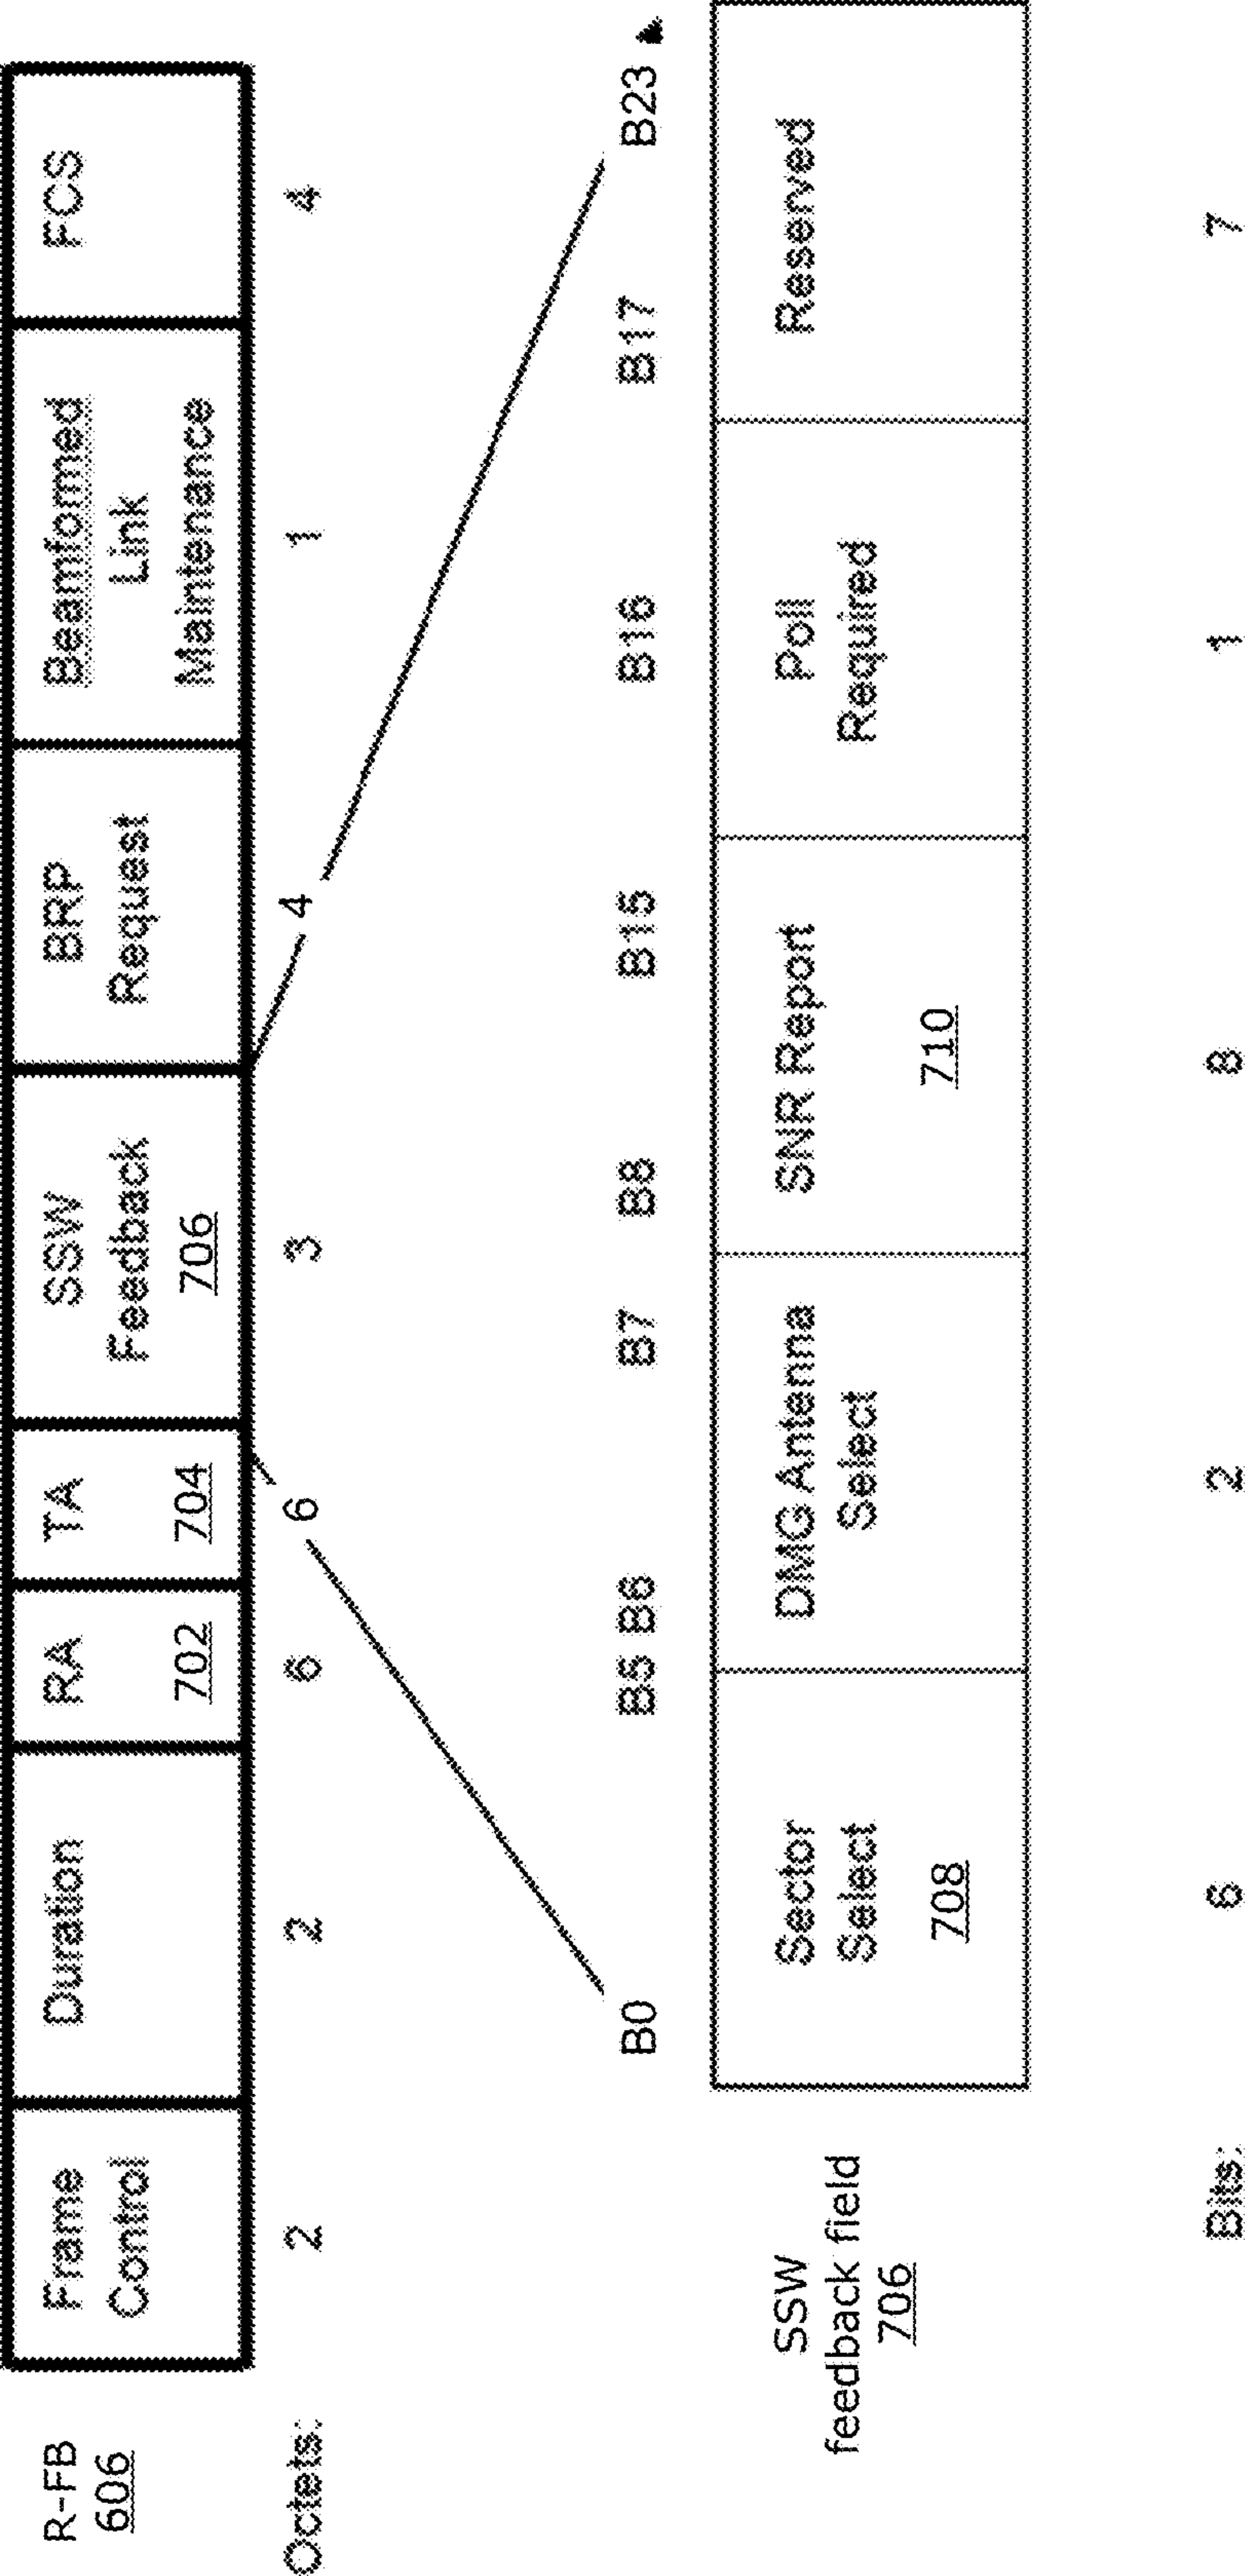 R-FB
606
Frame
Control
Duration
RA
702
TA
704
SSW
Feedback
706
BRP
Request
Beamformed
Link
Maintenance
FCS
Octets: 2 2 6 6 3 4 1 4
B0 B5 B6 B7 B8 B15 B16 B17 B23
SSW
feedback field
706
Sector
Select
708
DMG Antenna
Select
SNR Report
710
Poll
Required
Reserved
Bits: 6 2 8 1 7